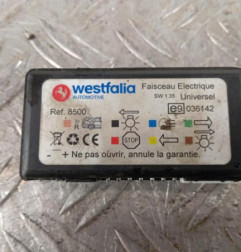 westfalia
AUTOMOTIVE
Faisceau Electrique
SW 1.35 Universel
e9 036142
Ref. 8500
R
STOP
CE
- + Ne pas ouvrir, annule la garantie.